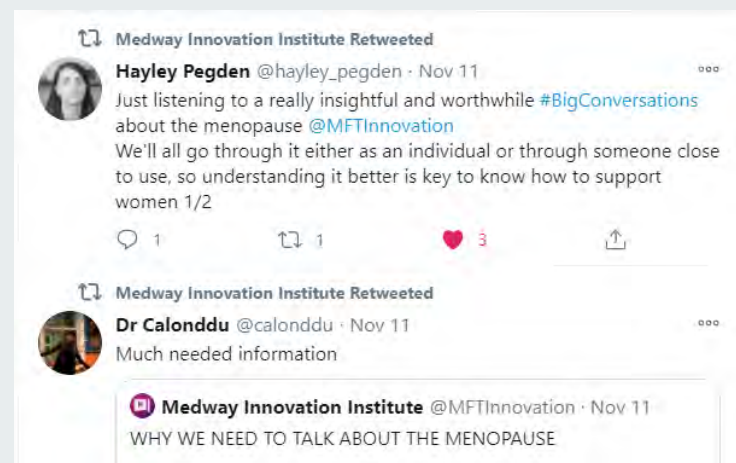 Medway Innovation Institute Retweeted
Hayley Pegden @hayley_pegden · Nov 11
Just listening to a really insightful and worthwhile #BigConversations
about the menopause @MFTInnovation
We'll all go through it either as an individual or through someone close
to use, so understanding it better is key to know how to support
women 1/2
1 1 3
Medway Innovation Institute Retweeted
Dr Calonddu @calonddu · Nov 11
Much needed information
Medway Innovation Institute @MFTInnovation · Nov 11
WHY WE NEED TO TALK ABOUT THE MENOPAUSE